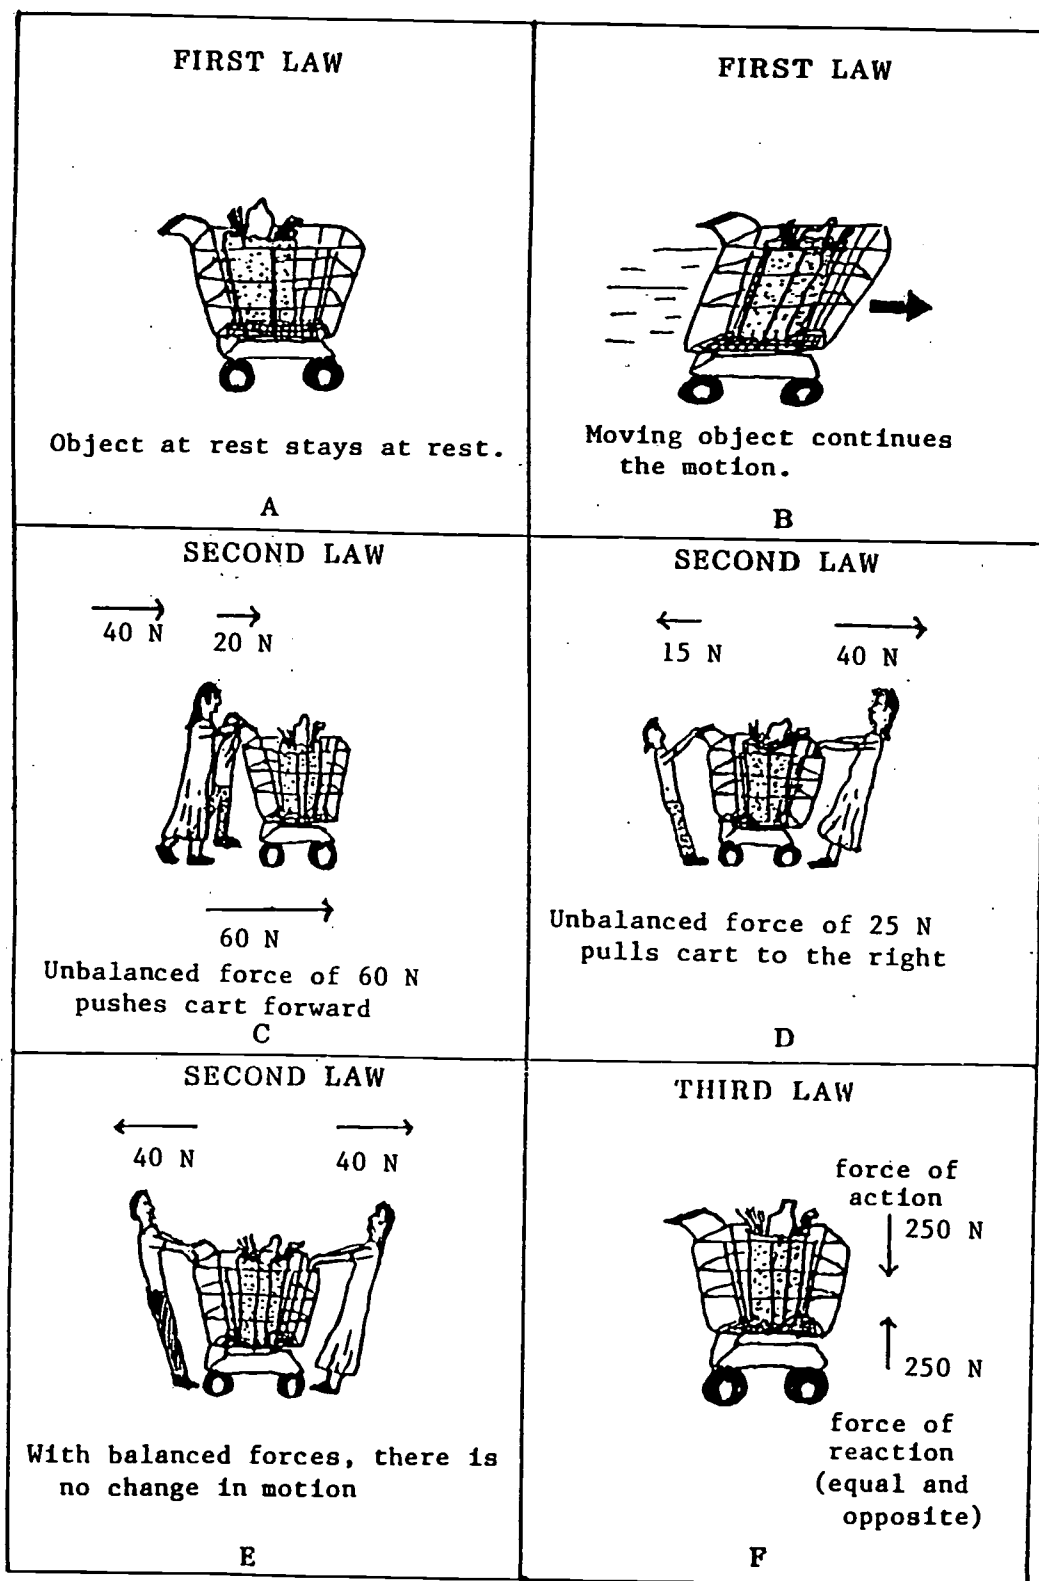 FIRST LAW
Object at rest stays at rest.
A
FIRST LAW
Moving object continues
the motion.
B
SECOND LAW
40 N
20 N
60 N
Unbalanced force of 60 N
pushes cart forward
C
SECOND LAW
15 N
40 N
Unbalanced force of 25 N
pulls cart to the right
D
SECOND LAW
40 N
40 N
With balanced forces, there is
no change in motion
E
THIRD LAW
force of
action
250 N
250 N
force of
reaction
(equal and
opposite)
F